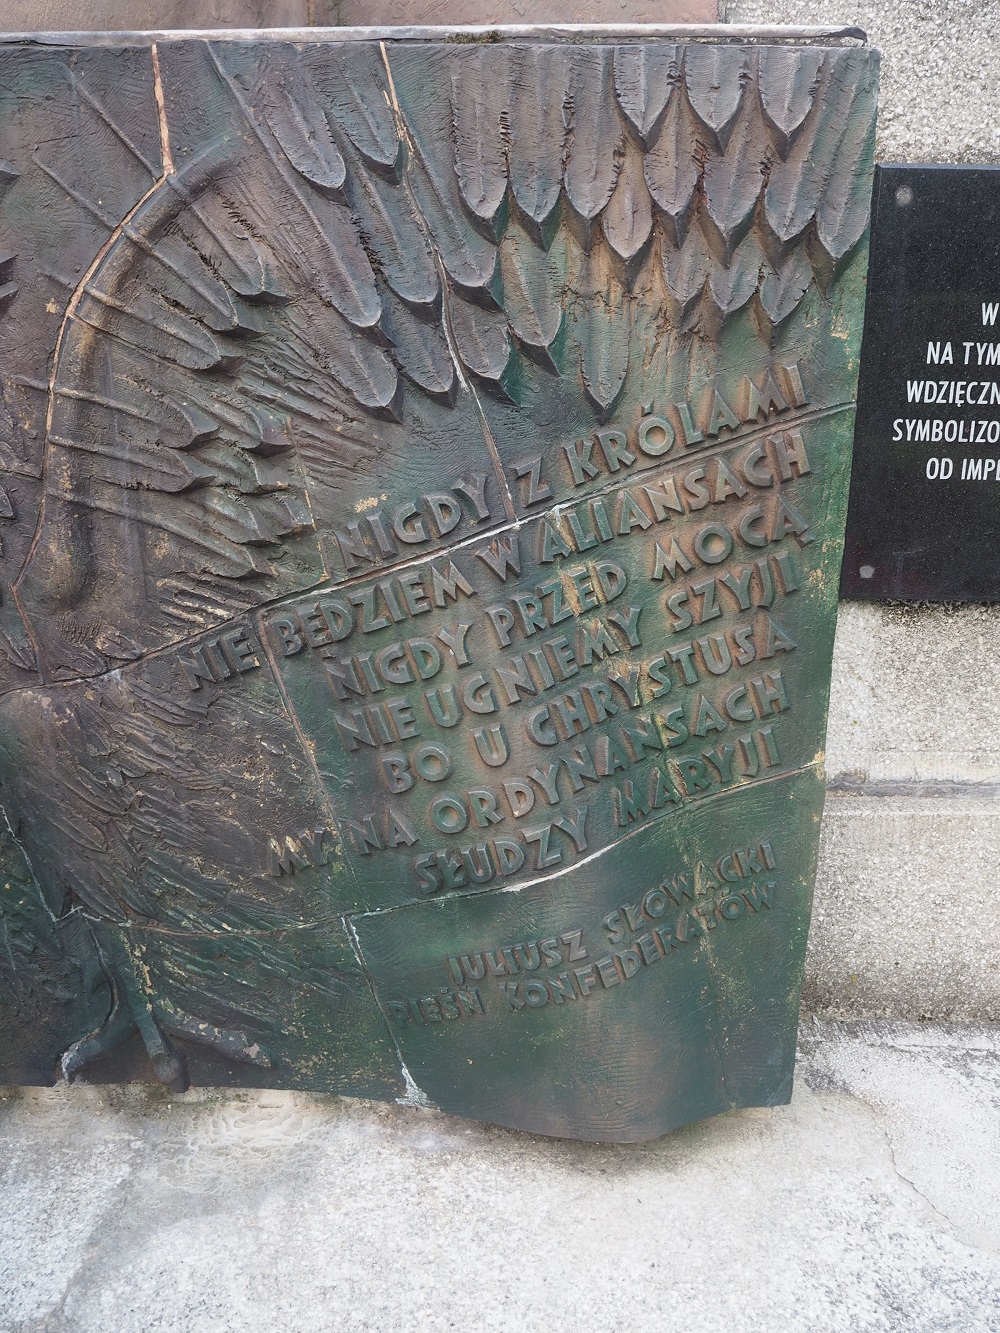 NIGDY Z KRÓLAMI
NIE BĘDZIEM W ALIANSACH
NIGDY PRZED MOCĄ
NIE UGNIEMY SZYJI
BO U CHRYSTUSA
MY NA ORDYNANSACH
SŁUDZY MARYJI
JULIUSZ SŁOWACKI
PIEŚŃ KONFEDERATÓW
W
NA TYM
WDZIĘCZN
SYMBOLIZO
OD IMPE